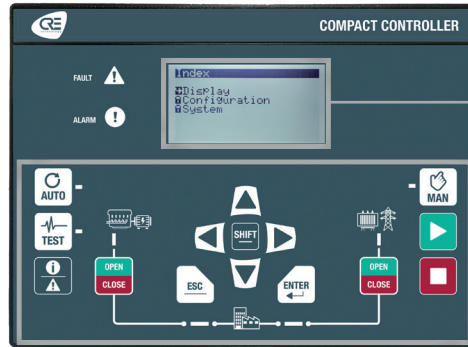 CRE
COMPACT CONTROLLER
FAULT
ALARM
Index
Display
Configuration
System
AUTO
MAN
TEST
SHIFT
OPEN
CLOSE
ESC
ENTER
OPEN
CLOSE